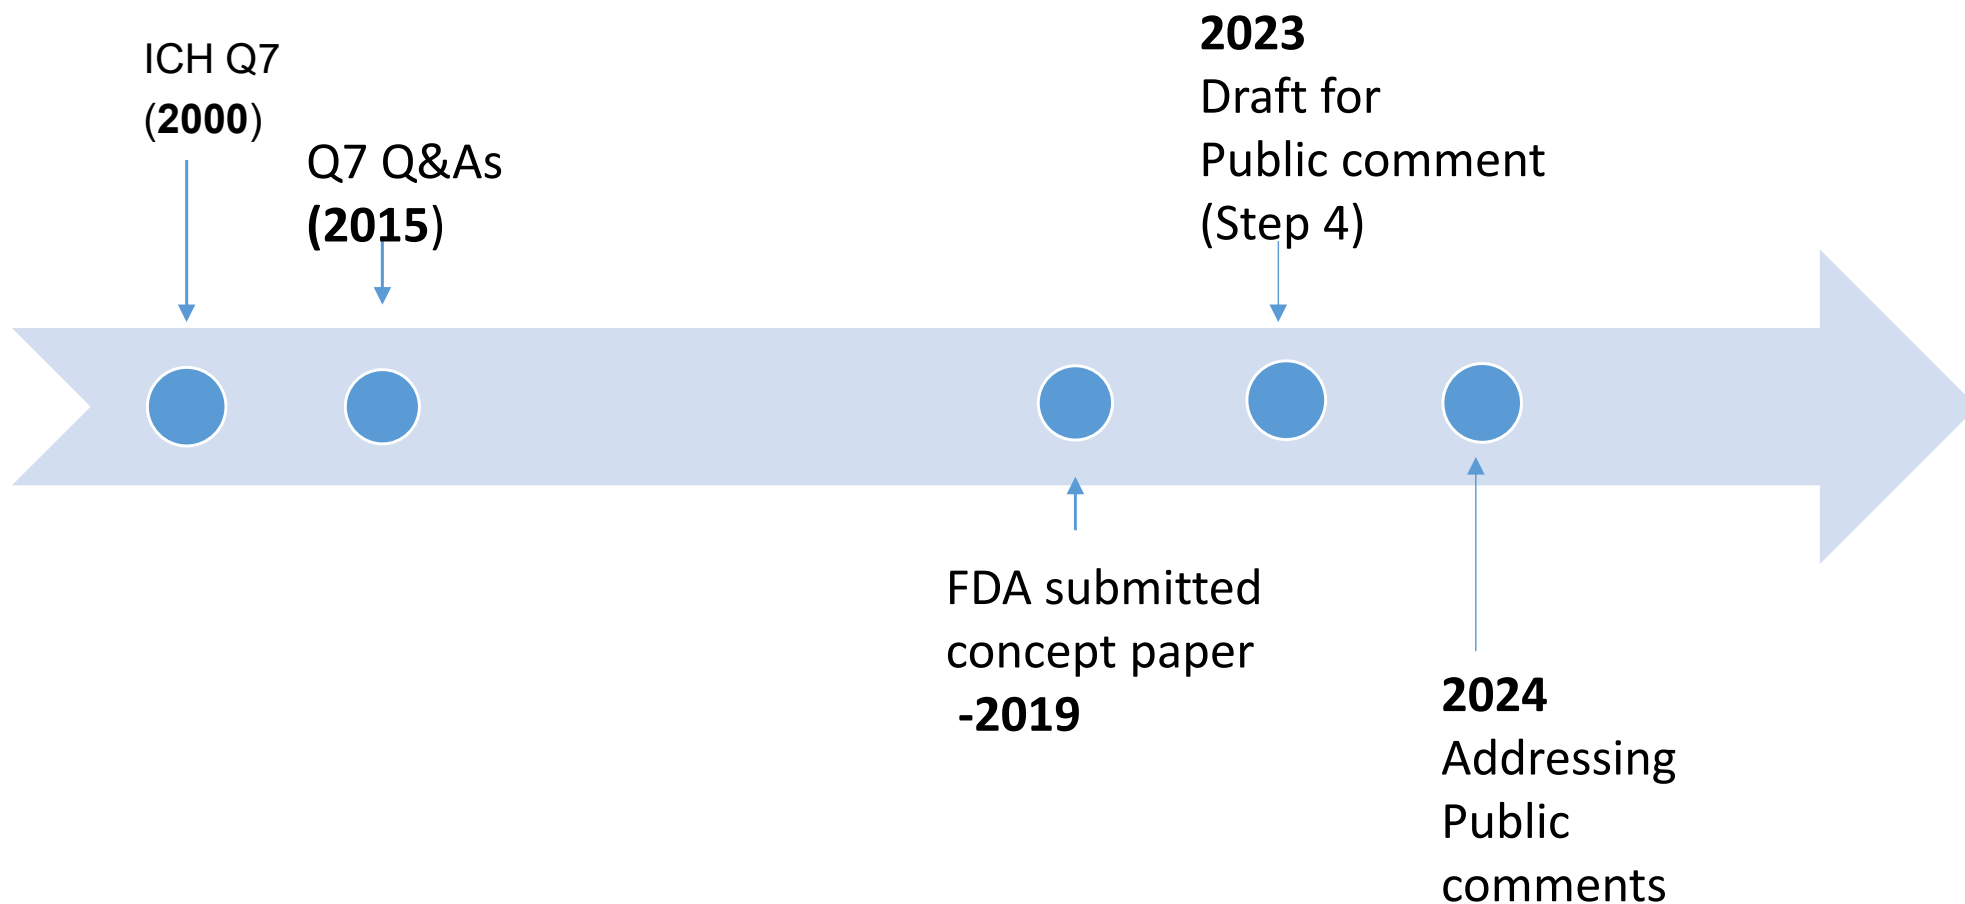 ICH Q7
(2000)
Q7 Q&As
(2015)
2023
Draft for
Public comment
(Step 4)
FDA submitted
concept paper
-2019
2024
Addressing
Public
comments